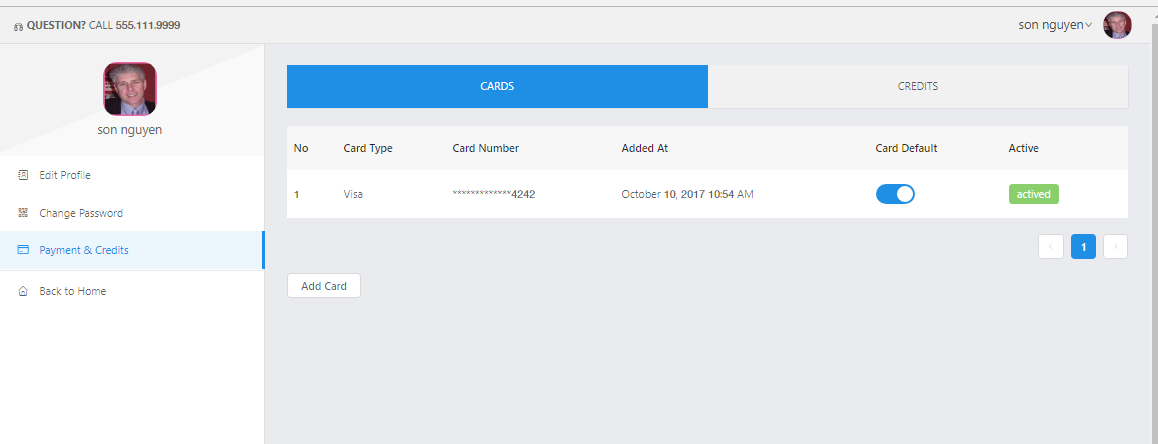 QUESTION? CALL 555.111.9999
son nguyen
son nguyen
Edit Profile
Change Password
Payment & Credits
Back to Home
CARDS CREDITS
No Card Type Card Number Added At Card Default Active
1 Visa *************4242 October 10, 2017 10:54 AM actived
1
Add Card